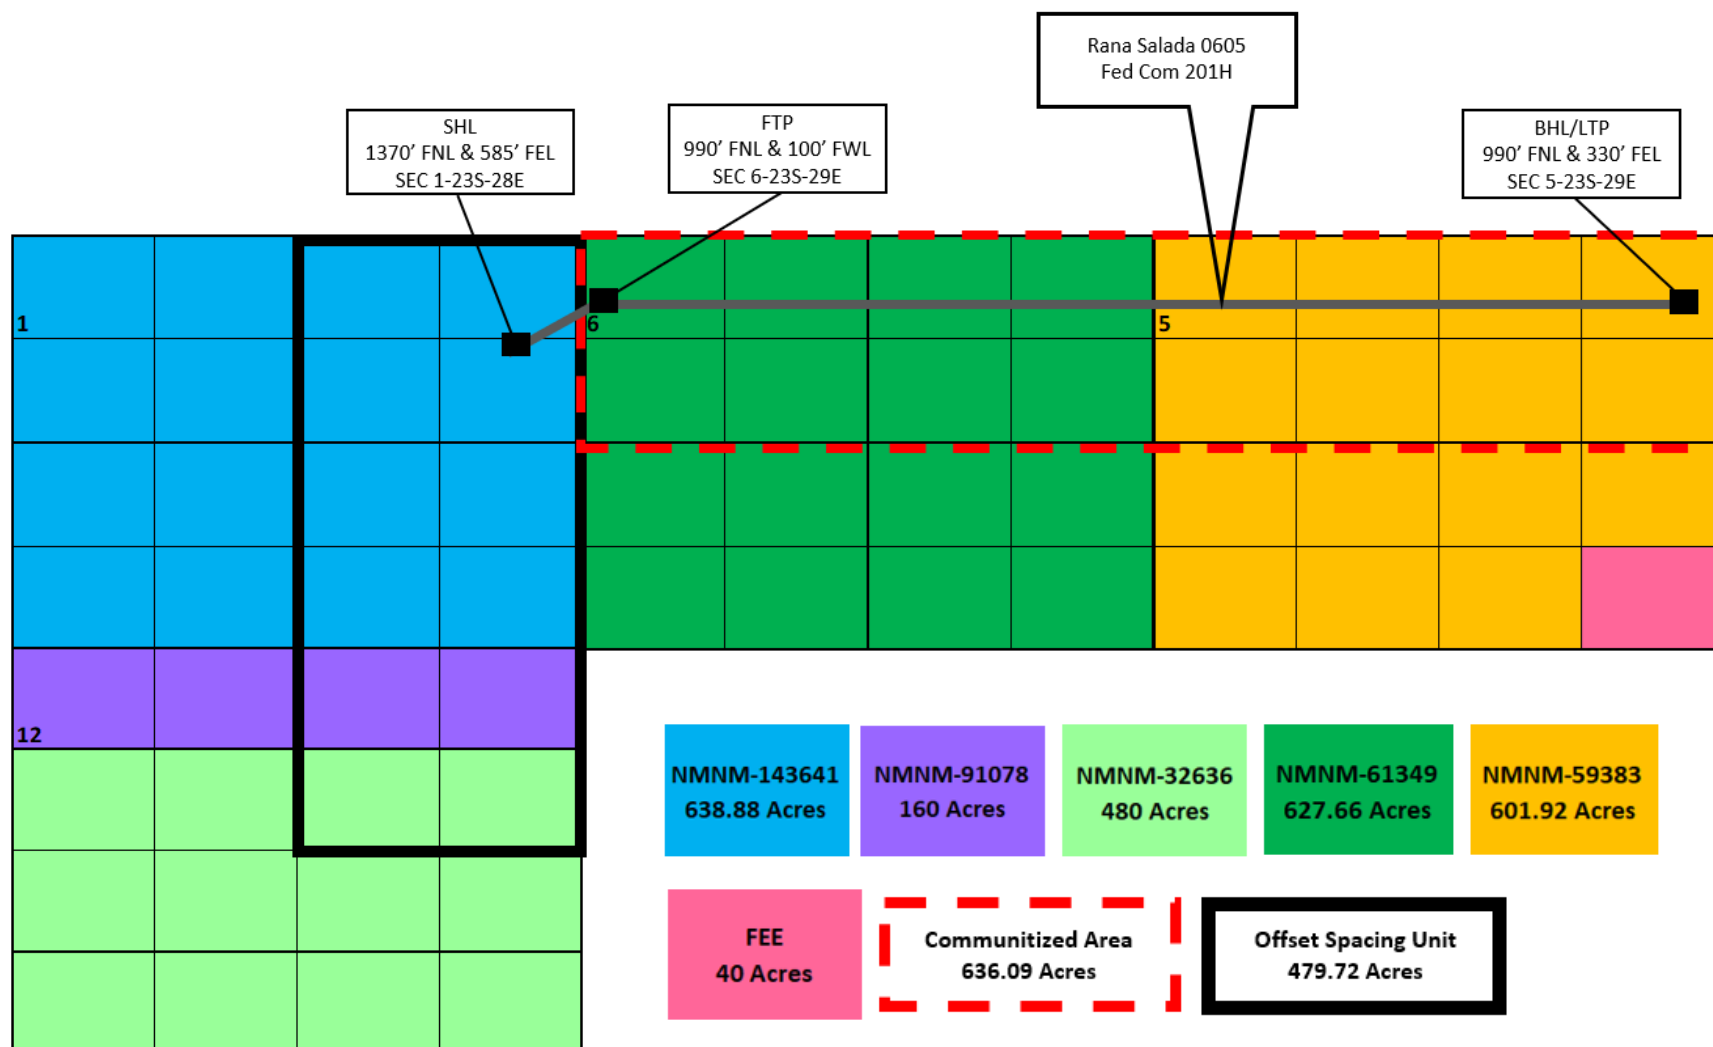 Rana Salada 0605
Fed Com 201H
SHL
1370’ FNL & 585’ FEL
SEC 1-23S-28E
FTP
990’ FNL & 100’ FWL
SEC 6-23S-29E
BHL/LTP
990’ FNL & 330’ FEL
SEC 5-23S-29E
1
6
5
12
NMNM-143641
638.88 Acres
NMNM-91078
160 Acres
NMNM-32636
480 Acres
NMNM-61349
627.66 Acres
NMNM-59383
601.92 Acres
FEE
40 Acres
Communitized Area
636.09 Acres
Offset Spacing Unit
479.72 Acres